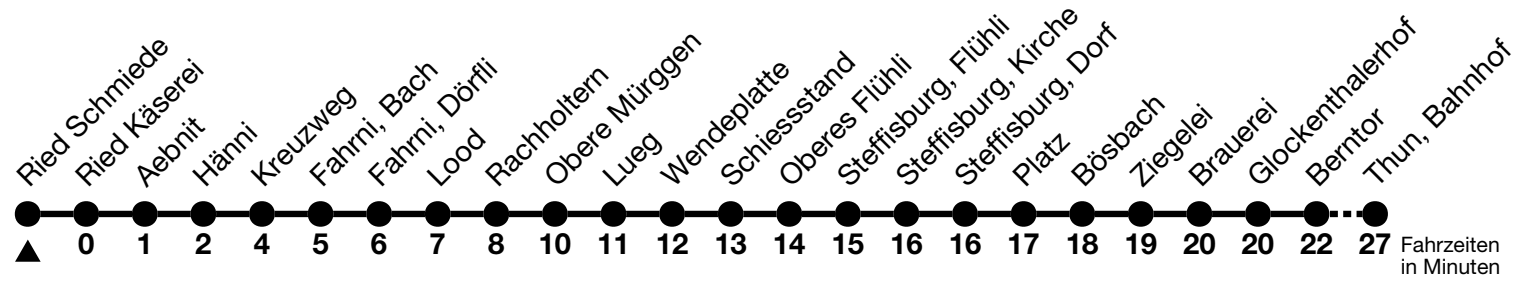 Ried Schmiede
Ried Käserei
Aebnit
Hänni
Kreuzweg
Fahrni, Bach
Fahrni, Dörfli
Lood
Rachholtern
Obere Mürggen
Lueg
Wendeplatte
Schiessstand
Oberes Flühli
Steffisburg, Flühli
Steffisburg, Kirche
Steffisburg, Dorf
Platz
Bösbach
Ziegelei
Brauerei
Glockenthalerhof
Berntor
Thun, Bahnhof
0 1 2 4 5 6 7 8 10 11 12 13 14 15 16 16 17 18 19 20 20 22 27
Fahrzeiten
in Minuten